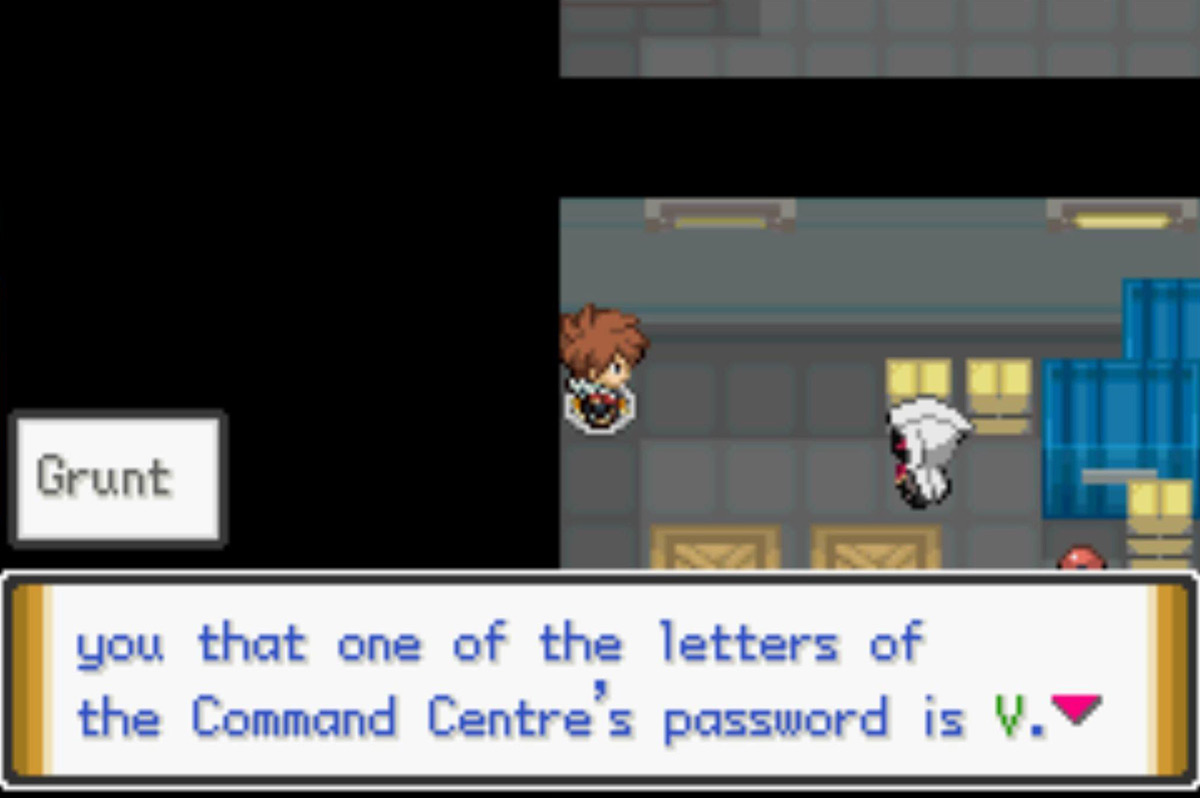 Grunt
you that one of the letters of
the Command Centre's password is V.